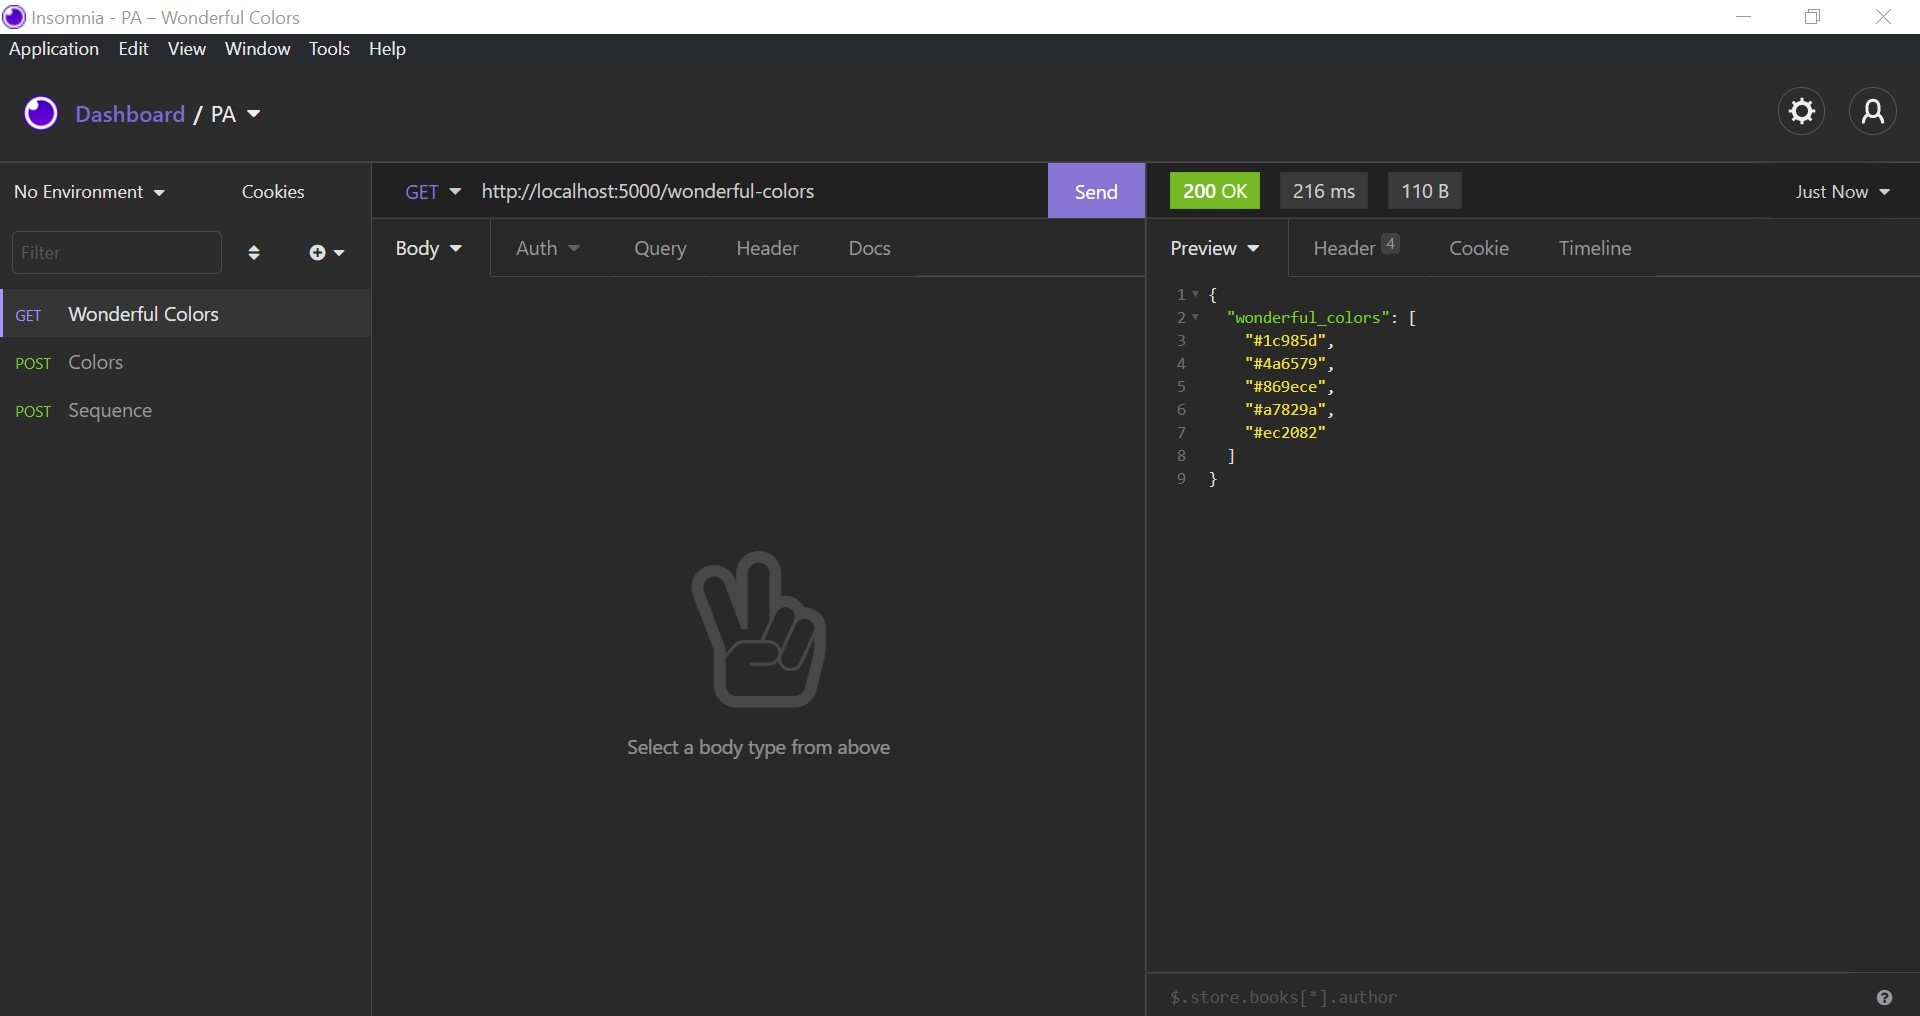 Insomnia - PA – Wonderful Colors
Application Edit View Window Tools Help
Dashboard / PA
No Environment Cookies
GET http://localhost:5000/wonderful-colors Send
200 OK 216 ms 110 B Just Now
Filter
Body Auth Query Header Docs
Preview Header 4 Cookie Timeline
GET Wonderful Colors
POST Colors
POST Sequence
1 {
2 "wonderful_colors": [
3 "#1c985d",
4 "#4a6579",
5 "#869ece",
6 "#a7829a",
7 "#ec2082"
8 ]
9 }
Select a body type from above
$.store.books[*].author ?